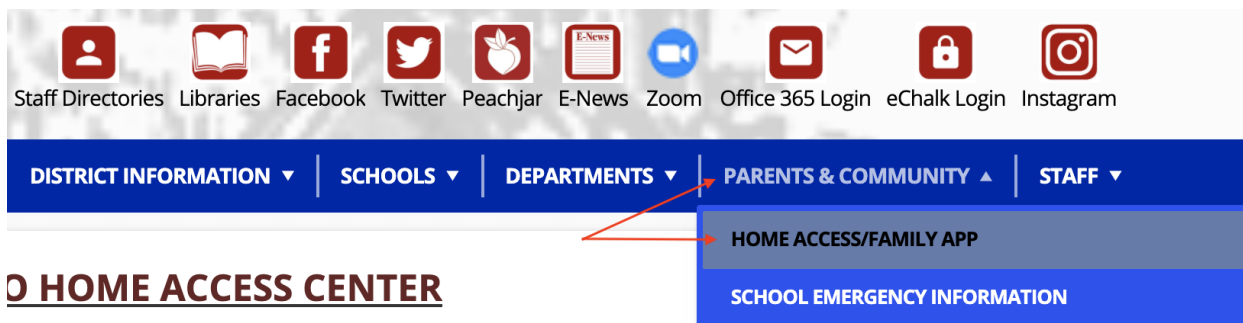 E-News
Staff Directories Libraries Facebook Twitter Peachjar E-News Zoom Office 365 Login eChalk Login Instagram
DISTRICT INFORMATION ▼ SCHOOLS ▼ DEPARTMENTS ▼ PARENTS & COMMUNITY ▲ STAFF ▼
HOME ACCESS/FAMILY APP
O HOME ACCESS CENTER
SCHOOL EMERGENCY INFORMATION